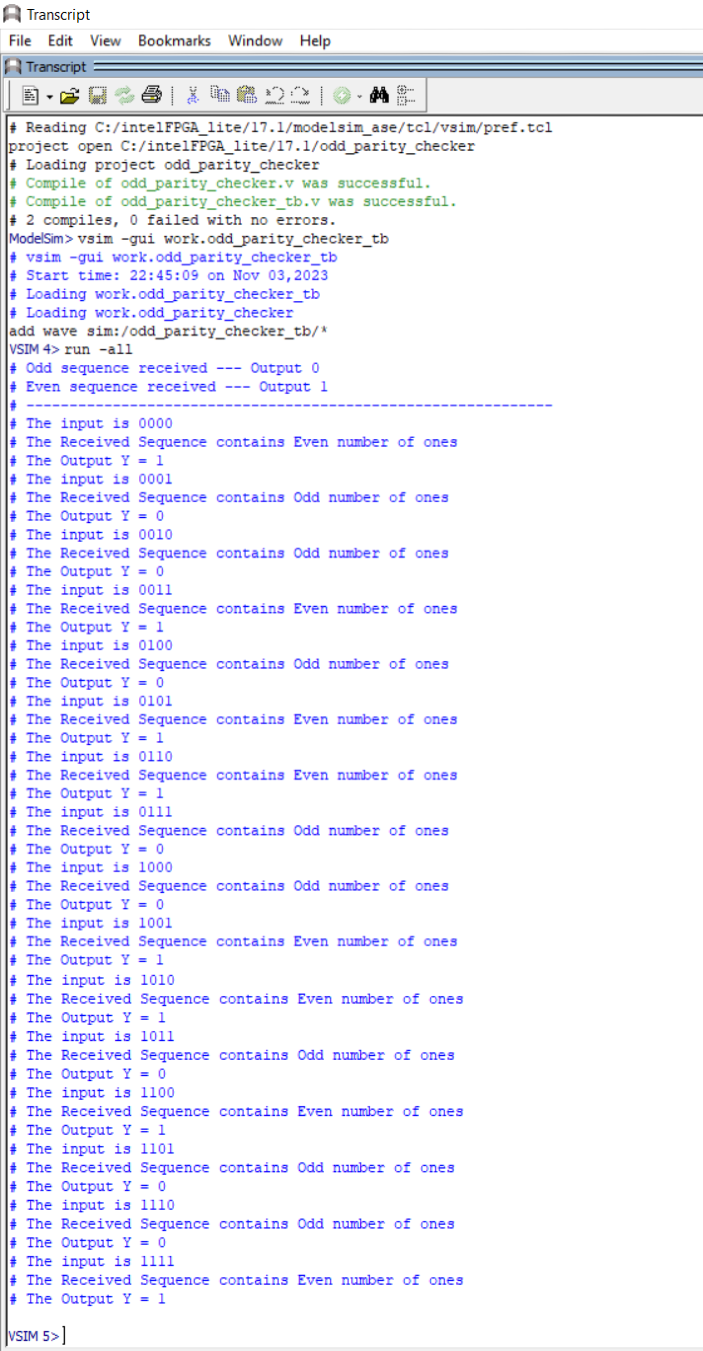 Transcript
File Edit View Bookmarks Window Help
Transcript
# Reading C:/intelFPGA_lite/17.1/modelsim_ase/tcl/vsim/pref.tcl
project open C:/intelFPGA_lite/17.1/odd_parity_checker
# Loading project odd_parity_checker
# Compile of odd_parity_checker.v was successful.
# Compile of odd_parity_checker_tb.v was successful.
# 2 compiles, 0 failed with no errors.
ModelSim> vsim -gui work.odd_parity_checker_tb
# vsim -gui work.odd_parity_checker_tb
# Start time: 22:45:09 on Nov 03,2023
# Loading work.odd_parity_checker_tb
# Loading work.odd_parity_checker
add wave sim:/odd_parity_checker_tb/*
VSIM 4> run -all
# Odd sequence received --- Output 0
# Even sequence received --- Output 1
# -------------------------------------------------------------
# The input is 0000
# The Received Sequence contains Even number of ones
# The Output Y = 1
# The input is 0001
# The Received Sequence contains Odd number of ones
# The Output Y = 0
# The input is 0010
# The Received Sequence contains Odd number of ones
# The Output Y = 0
# The input is 0011
# The Received Sequence contains Even number of ones
# The Output Y = 1
# The input is 0100
# The Received Sequence contains Odd number of ones
# The Output Y = 0
# The input is 0101
# The Received Sequence contains Even number of ones
# The Output Y = 1
# The input is 0110
# The Received Sequence contains Even number of ones
# The Output Y = 1
# The input is 0111
# The Received Sequence contains Odd number of ones
# The Output Y = 0
# The input is 1000
# The Received Sequence contains Odd number of ones
# The Output Y = 0
# The input is 1001
# The Received Sequence contains Even number of ones
# The Output Y = 1
# The input is 1010
# The Received Sequence contains Even number of ones
# The Output Y = 1
# The input is 1011
# The Received Sequence contains Odd number of ones
# The Output Y = 0
# The input is 1100
# The Received Sequence contains Even number of ones
# The Output Y = 1
# The input is 1101
# The Received Sequence contains Odd number of ones
# The Output Y = 0
# The input is 1110
# The Received Sequence contains Odd number of ones
# The Output Y = 0
# The input is 1111
# The Received Sequence contains Even number of ones
# The Output Y = 1
VSIM 5>